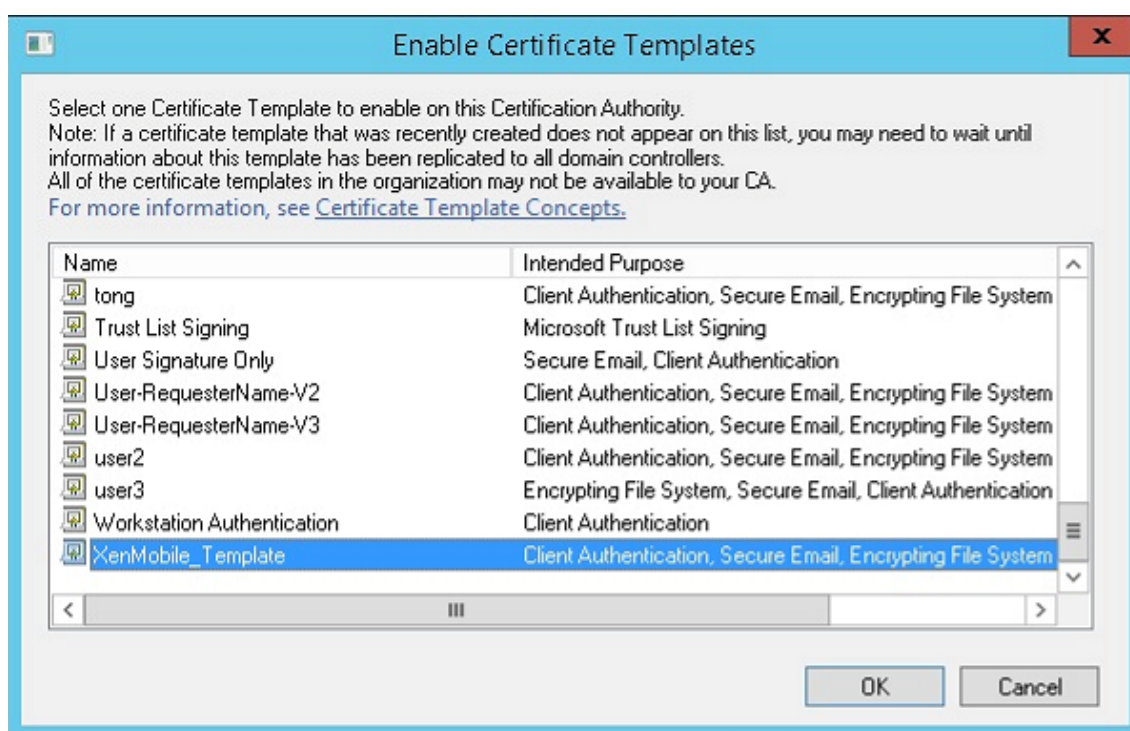 Enable Certificate Templates
x
Select one Certificate Template to enable on this Certification Authority.
Note: If a certificate template that was recently created does not appear on this list, you may need to wait until
information about this template has been replicated to all domain controllers.
All of the certificate templates in the organization may not be available to your CA.
For more information, see Certificate Template Concepts.
Name Intended Purpose
tong Client Authentication, Secure Email, Encrypting File System
Trust List Signing Microsoft Trust List Signing
User Signature Only Secure Email, Client Authentication
User-RequesterName-V2 Client Authentication, Secure Email, Encrypting File System
User-RequesterName-V3 Client Authentication, Secure Email, Encrypting File System
user2 Client Authentication, Secure Email, Encrypting File System
user3 Encrypting File System, Secure Email, Client Authentication
Workstation Authentication Client Authentication
XenMobile_Template Client Authentication, Secure Email, Encrypting File System
OK Cancel